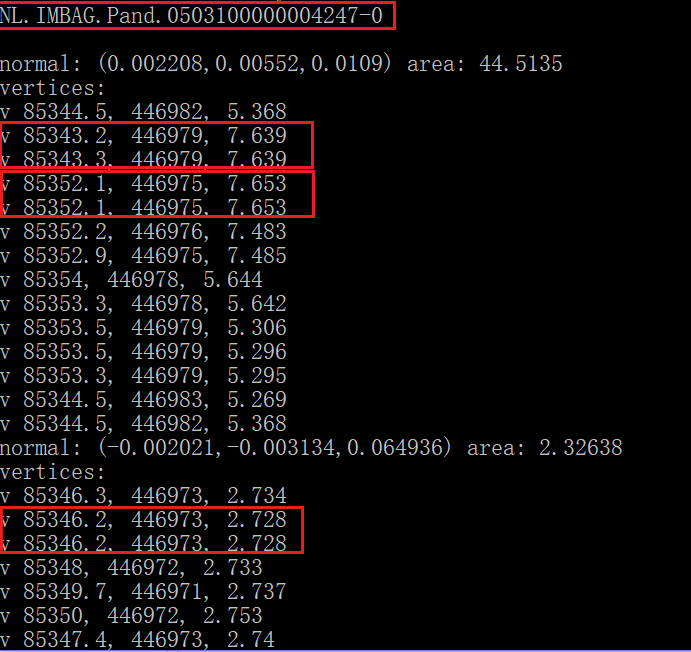 NL.IMBAG.Pand.0503100000004247-0
normal: (0.002208,0.00552,0.0109) area: 44.5135
vertices:
v 85344.5, 446982, 5.368
v 85343.2, 446979, 7.639
v 85343.3, 446979, 7.639
v 85352.1, 446975, 7.653
v 85352.1, 446975, 7.653
v 85352.2, 446976, 7.483
v 85352.9, 446975, 7.485
v 85354, 446978, 5.644
v 85353.3, 446978, 5.642
v 85353.5, 446979, 5.306
v 85353.5, 446979, 5.296
v 85353.3, 446979, 5.295
v 85344.5, 446983, 5.269
v 85344.5, 446982, 5.368
normal: (-0.002021,-0.003134,0.064936) area: 2.32638
vertices:
v 85346.3, 446973, 2.734
v 85346.2, 446973, 2.728
v 85346.2, 446973, 2.728
v 85348, 446972, 2.733
v 85349.7, 446971, 2.737
v 85350, 446972, 2.753
v 85347.4, 446973, 2.74